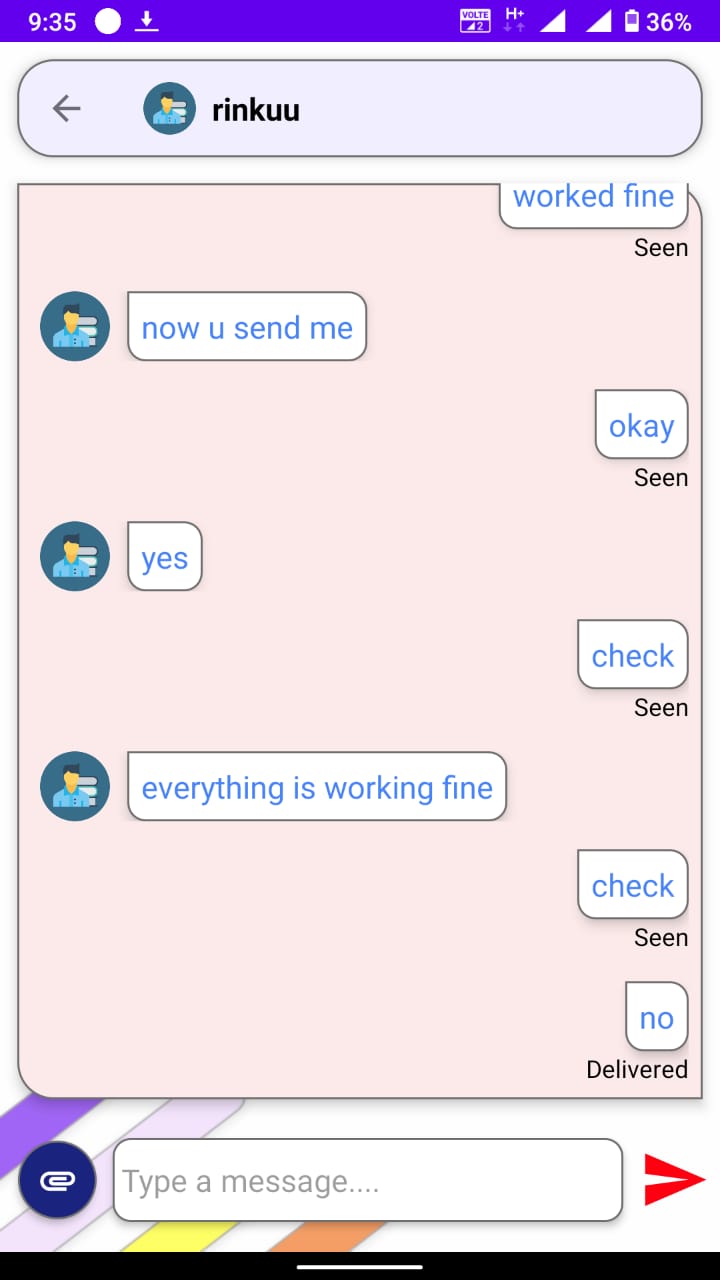 9:35
VOLTE
2
H+
36%
rinkuu
worked fine
Seen
now u send me
okay
Seen
yes
check
Seen
everything is working fine
check
Seen
no
Delivered
Type a message....